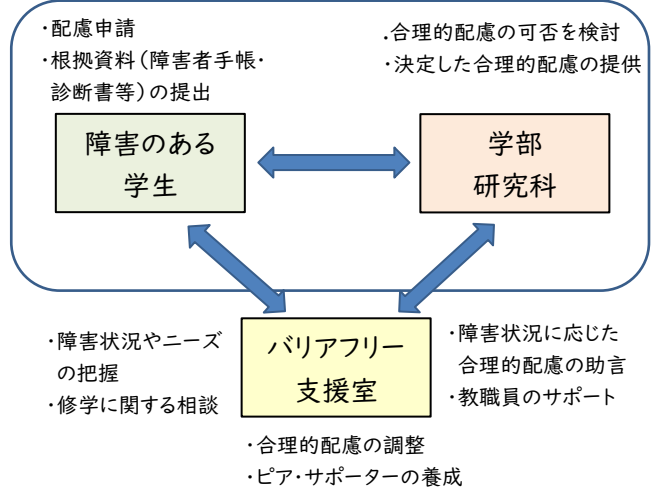 ・配慮申請
・根拠資料(障害者手帳・
診断書等)の提出
.合理的配慮の可否を検討
・決定した合理的配慮の提供
障害のある
学生
学部
研究科
・障害状況やニーズ
の把握
・修学に関する相談
バリアフリー
支援室
・障害状況に応じた
合理的配慮の助言
・教職員のサポート
・合理的配慮の調整
・ピア・サポーターの養成